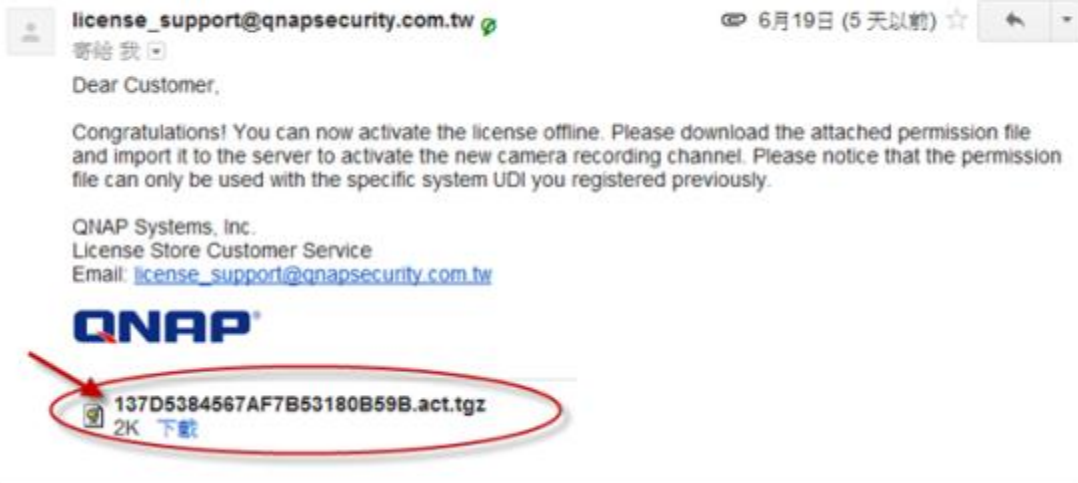 license_support@qnapsecurity.com.tw
6月19日 (5 天以前)
寄給 我
Dear Customer,
Congratulations! You can now activate the license offline. Please download the attached permission file
and import it to the server to activate the new camera recording channel. Please notice that the permission
file can only be used with the specific system UDI you registered previously.
QNAP Systems, Inc.
License Store Customer Service
Email: license_support@qnapsecurity.com.tw
QNAP
137D5384567AF7B53180B59B.act.tgz
2K 下載